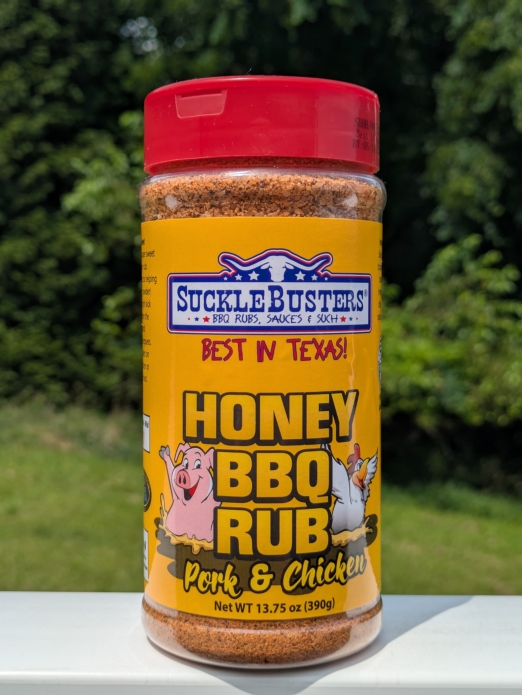 SUCKLEBUSTERS®
BBQ RUBS, SAUCES & SUCH
BEST IN TEXAS!
HONEY
BBQ
RUB
Pork & Chicken
Net WT 13.75 oz (390g)